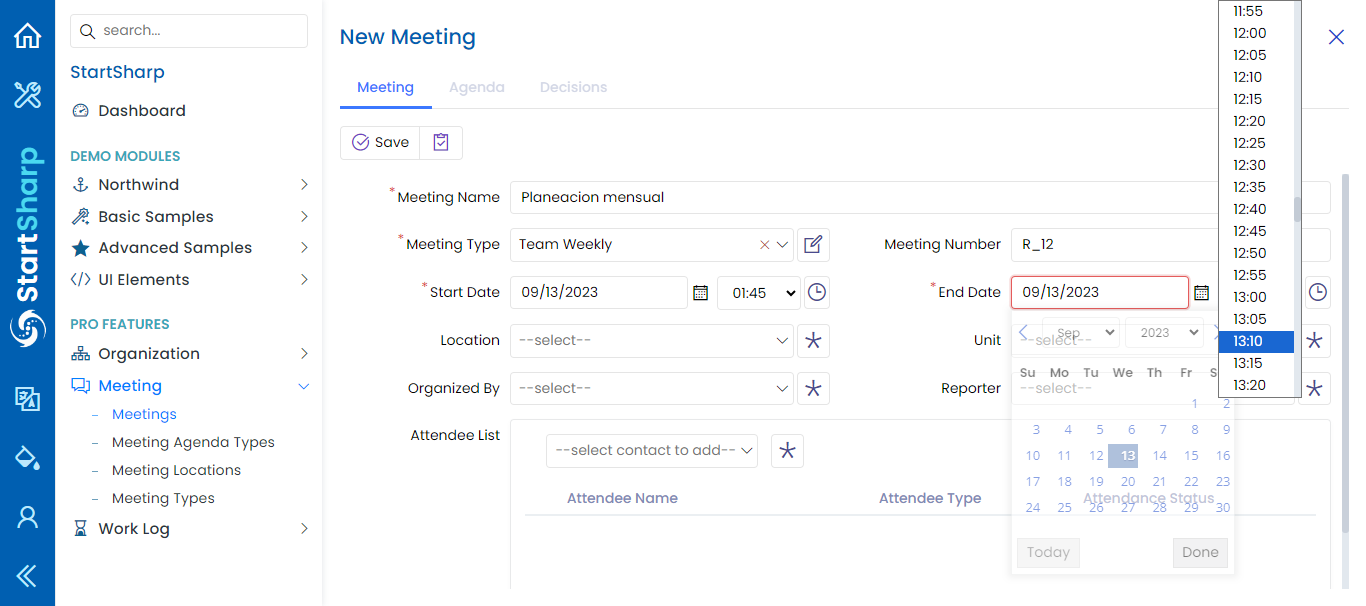 search...
StartSharp
Dashboard
DEMO MODULES
Northwind
Basic Samples
Advanced Samples
UI Elements
PRO FEATURES
Organization
Meeting
Meetings
Meeting Agenda Types
Meeting Locations
Meeting Types
Work Log
StartSharp
New Meeting
Meeting Agenda Decisions
Save
*Meeting Name Planeacion mensual
*Meeting Type Team Weekly
Meeting Number R_12
*Start Date 09/13/2023 01:45
*End Date 09/13/2023
Location --select--
Unit --select--
Organized By --select--
Reporter --select--
Attendee List
--select contact to add--
Attendee Name Attendee Type Attendance Status
Sep 2023
Su Mo Tu We Th Fr S
1 2
3 4 5 6 7 8 9
10 11 12 13 14 15 16
17 18 19 20 21 22 23
24 25 26 27 28 29 30
Today Done
11:55
12:00
12:05
12:10
12:15
12:20
12:25
12:30
12:35
12:40
12:45
12:50
12:55
13:00
13:05
13:10
13:15
13:20